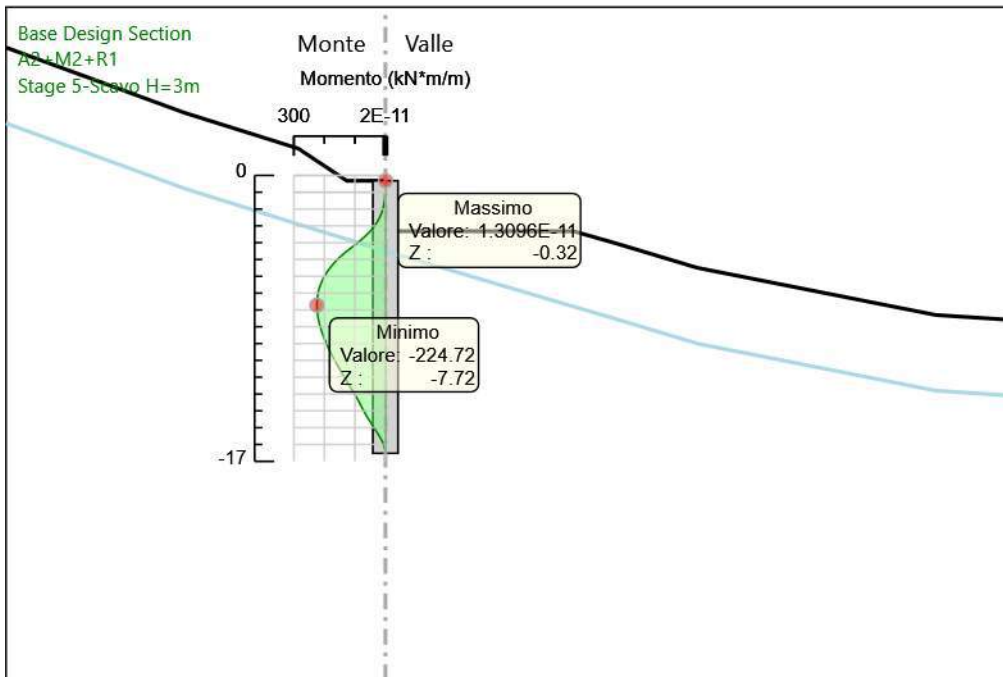 Base Design Section
A2+M2+R1
Stage 5-Scavo H=3m
Monte
Valle
Momento (kN*m/m)
300
2E-11
0
Massimo
Valore: 1.3096E-11
Z : -0.32
Minimo
Valore: -224.72
Z : -7.72
-17